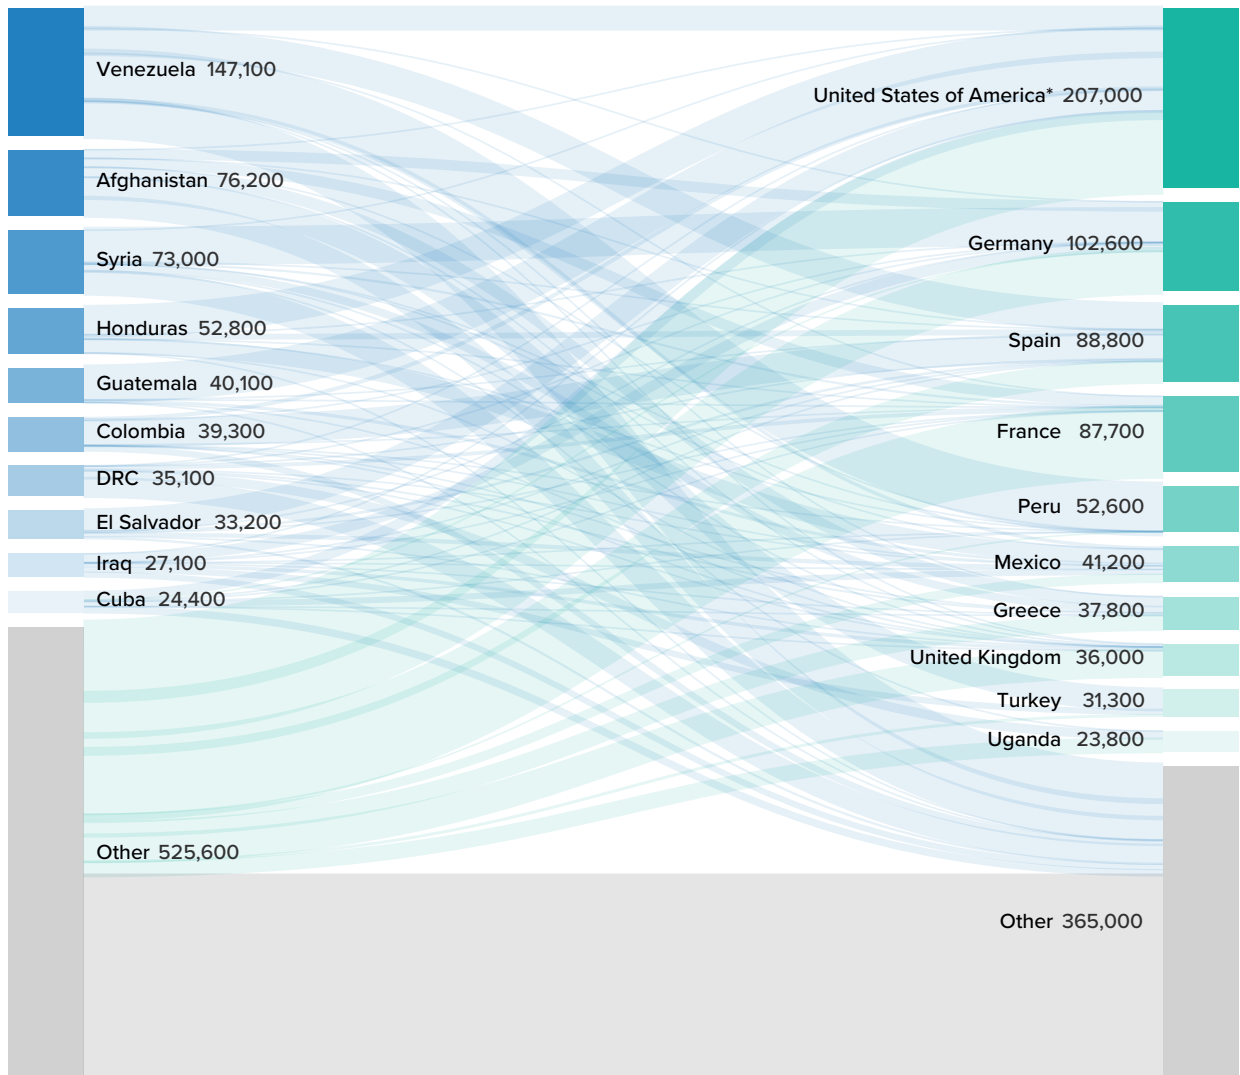 Venezuela 147,100
Afghanistan 76,200
Syria 73,000
Honduras 52,800
Guatemala 40,100
Colombia 39,300
DRC 35,100
El Salvador 33,200
Iraq 27,100
Cuba 24,400
Other 525,600
United States of America* 207,000
Germany 102,600
Spain 88,800
France 87,700
Peru 52,600
Mexico 41,200
Greece 37,800
United Kingdom 36,000
Turkey 31,300
Uganda 23,800
Other 365,000